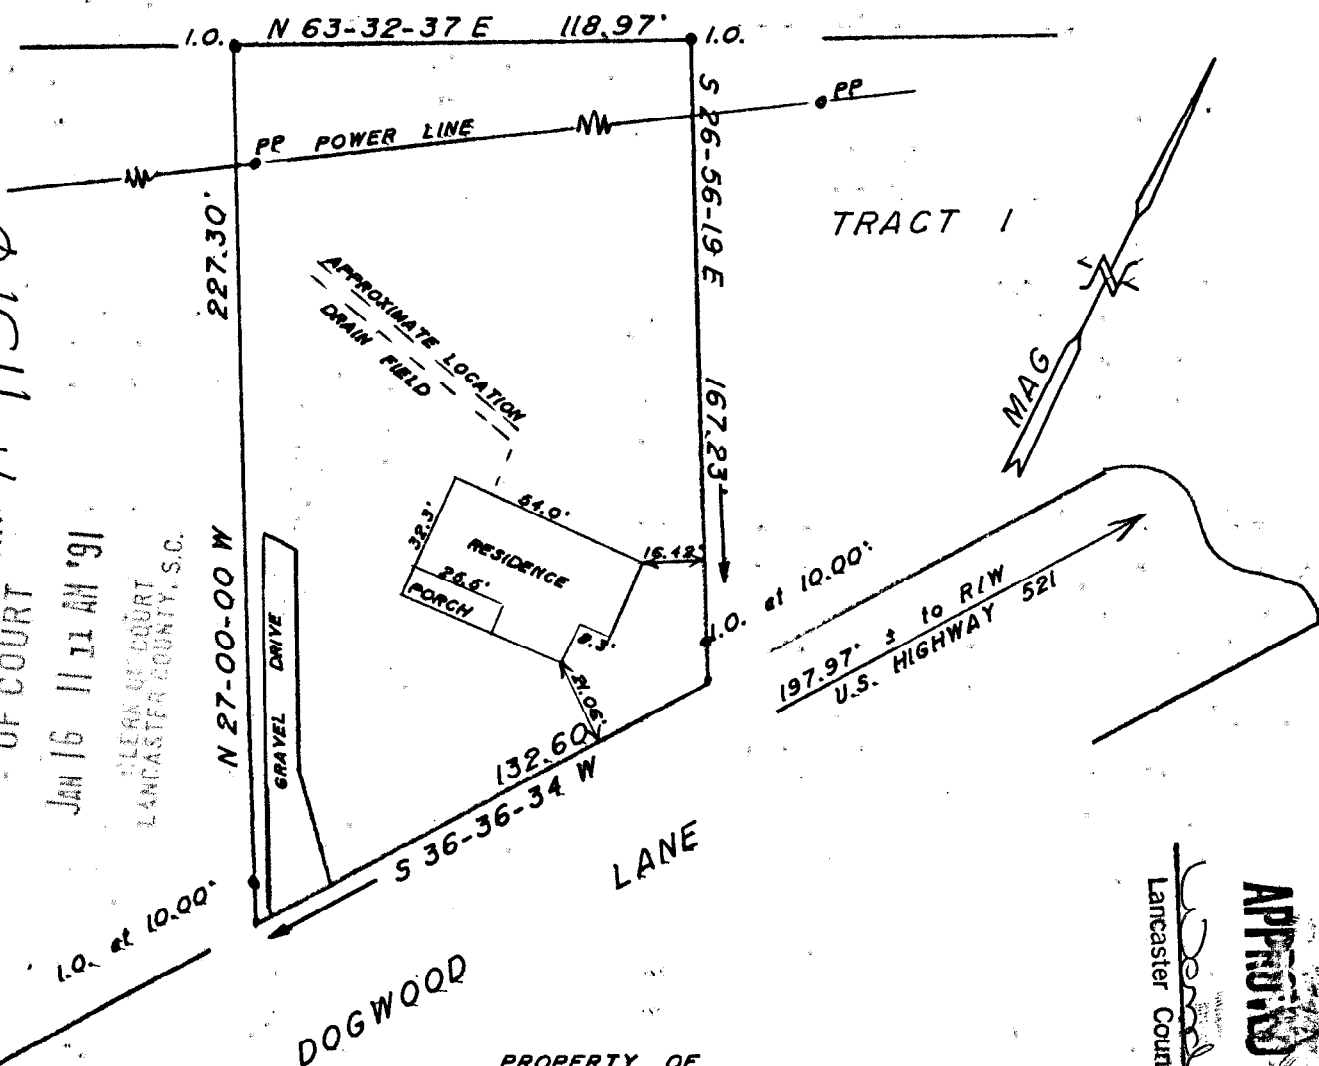 I.O. N 63-32-37 E 118.97' I.O.
PP
PP POWER LINE
S 26-56-19 E
167.23'
TRACT 1
227.30'
N 27-00-00 W
APPROXIMATE LOCATION
DRAIN FIELD
MAG
54.0'
32.3'
RESIDENCE
16.42'
26.6'
PORCH
8.3'
21.06'
I.O. at 10.00'
197.97' ± to R/W
U.S. HIGHWAY 521
GRAVEL DRIVE
132.60
S 36-36-34 W
I.O. at 10.00'
DOGWOOD LANE
OF COURT
JAN 16 11 11 AM '91
CLERK OF COURT
LANCASTER COUNTY, S.C.
PROPERTY OF
Lancaster Coun
APPROVED